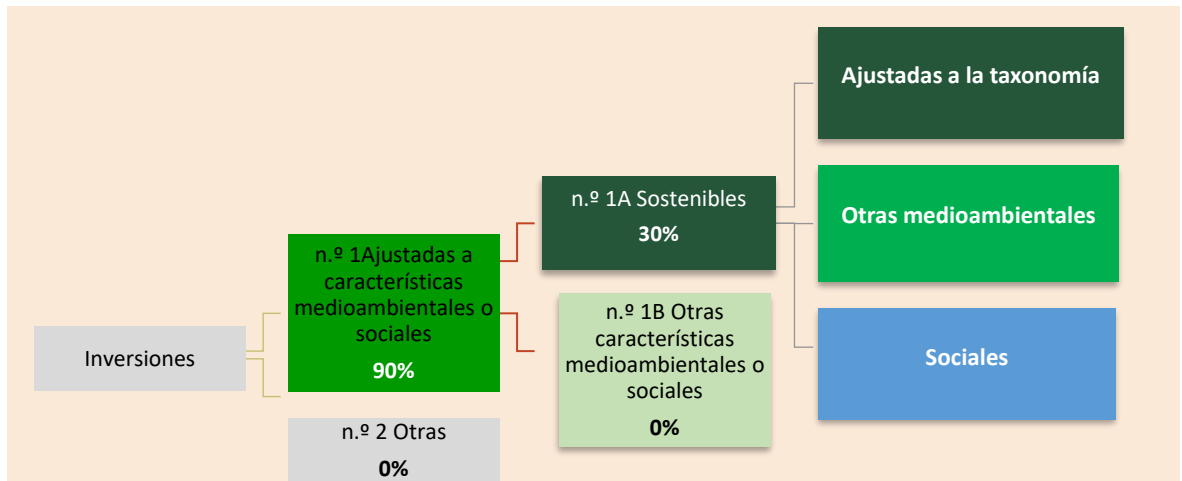 Inversiones
n.º 1Ajustadas a
características
medioambientales o
sociales
90%
n.º 2 Otras
0%
n.º 1A Sostenibles
30%
n.º 1B Otras
características
medioambientales o
sociales
0%
Ajustadas a la taxonomía
Otras medioambientales
Sociales